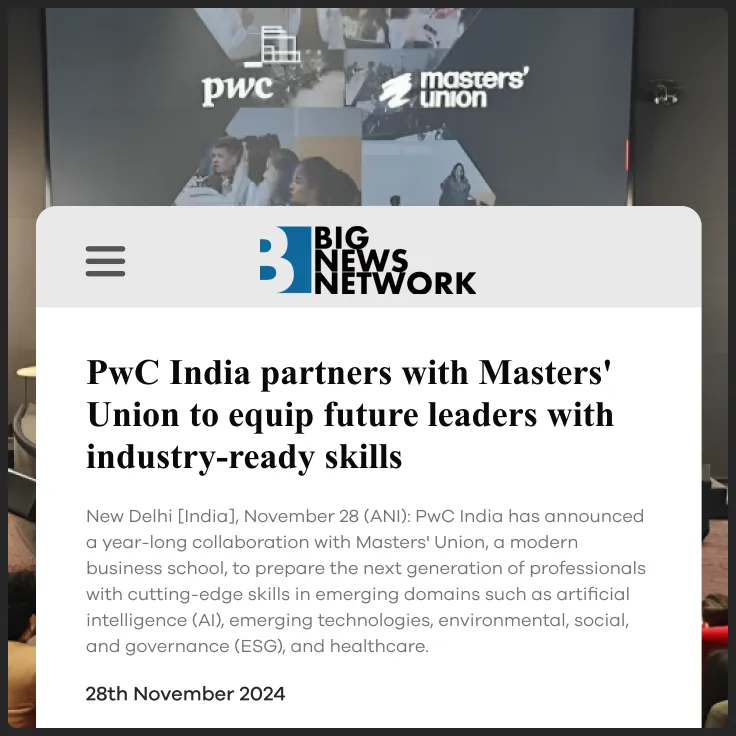 pwc
masters'
union
BIG
NEWS
NETWORK
PwC India partners with Masters'
Union to equip future leaders with
industry-ready skills
New Delhi [India], November 28 (ANI): PwC India has announced
a year-long collaboration with Masters' Union, a modern
business school, to prepare the next generation of professionals
with cutting-edge skills in emerging domains such as artificial
intelligence (AI), emerging technologies, environmental, social,
and governance (ESG), and healthcare.
28th November 2024